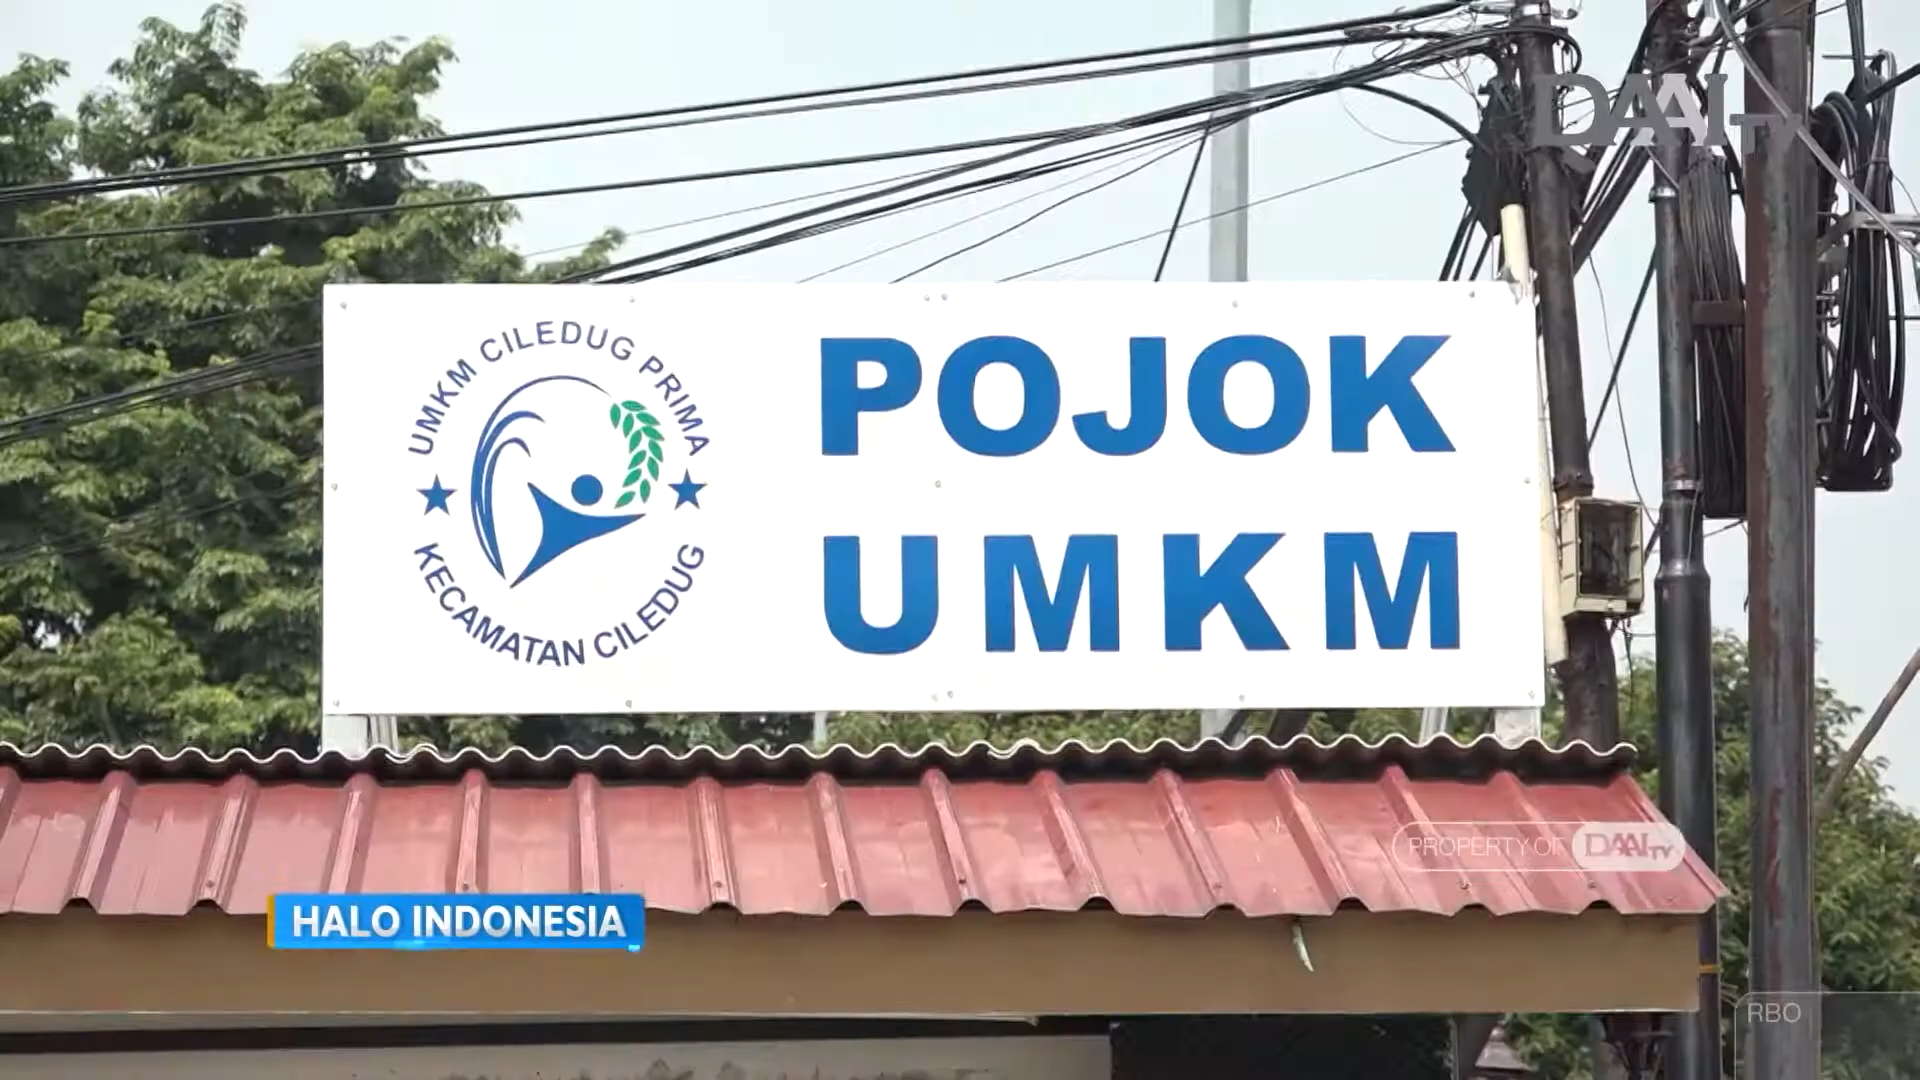 DAAI TV
UMKM CILEDUG PRIMA
KECAMATAN CILEDUG
POJOK
UMKM
PROPERTY OF DAAI TV
HALO INDONESIA
RBO